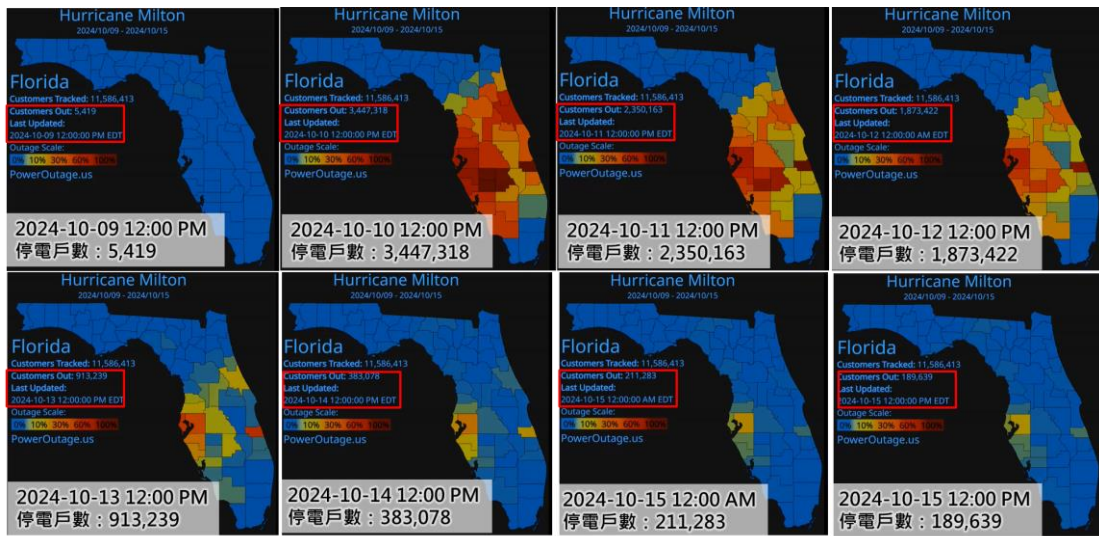 Hurricane Milton
2024/10/09 - 2024/10/15
Florida
Customers Tracked: 11,586,413
Customers Out: 5,419
Last Updated:
2024-10-09 12:00:00 PM EDT
Outage Scale:
0% 10% 30% 60% 100%
PowerOutage.us
2024-10-09 12:00 PM
停電戶數：5,419
Hurricane Milton
2024/10/09 - 2024/10/15
Florida
Customers Tracked: 11,586,413
Customers Out: 3,447,318
Last Updated:
2024-10-10 12:00:00 PM EDT
Outage Scale:
0% 10% 30% 60% 100%
PowerOutage.us
2024-10-10 12:00 PM
停電戶數：3,447,318
Hurricane Milton
2024/10/09 - 2024/10/15
Florida
Customers Tracked: 11,586,413
Customers Out: 2,350,163
Last Updated:
2024-10-11 12:00:00 PM EDT
Outage Scale:
0% 10% 30% 60% 100%
PowerOutage.us
2024-10-11 12:00 PM
停電戶數：2,350,163
Hurricane Milton
2024/10/09 - 2024/10/15
Florida
Customers Tracked: 11,586,413
Customers Out: 1,873,422
Last Updated:
2024-10-12 12:00:00 AM EDT
Outage Scale:
0% 10% 30% 60% 100%
PowerOutage.us
2024-10-12 12:00 PM
停電戶數：1,873,422
Hurricane Milton
2024/10/09 - 2024/10/15
Florida
Customers Tracked: 11,586,413
Customers Out: 913,239
Last Updated:
2024-10-13 12:00:00 PM EDT
Outage Scale:
0% 10% 30% 60% 100%
PowerOutage.us
2024-10-13 12:00 PM
停電戶數：913,239
Hurricane Milton
2024/10/09 - 2024/10/15
Florida
Customers Tracked: 11,586,413
Customers Out: 383,078
Last Updated:
2024-10-14 12:00:00 PM EDT
Outage Scale:
0% 10% 30% 60% 100%
PowerOutage.us
2024-10-14 12:00 PM
停電戶數：383,078
Hurricane Milton
2024/10/09 - 2024/10/15
Florida
Customers Tracked: 11,586,413
Customers Out: 211,283
Last Updated:
2024-10-15 12:00:00 AM EDT
Outage Scale:
0% 10% 30% 60% 100%
PowerOutage.us
2024-10-15 12:00 AM
停電戶數：211,283
Hurricane Milton
2024/10/09 - 2024/10/15
Florida
Customers Tracked: 11,586,413
Customers Out: 189,639
Last Updated:
2024-10-15 12:00:00 PM EDT
Outage Scale:
0% 10% 30% 60% 100%
PowerOutage.us
2024-10-15 12:00 PM
停電戶數：189,639